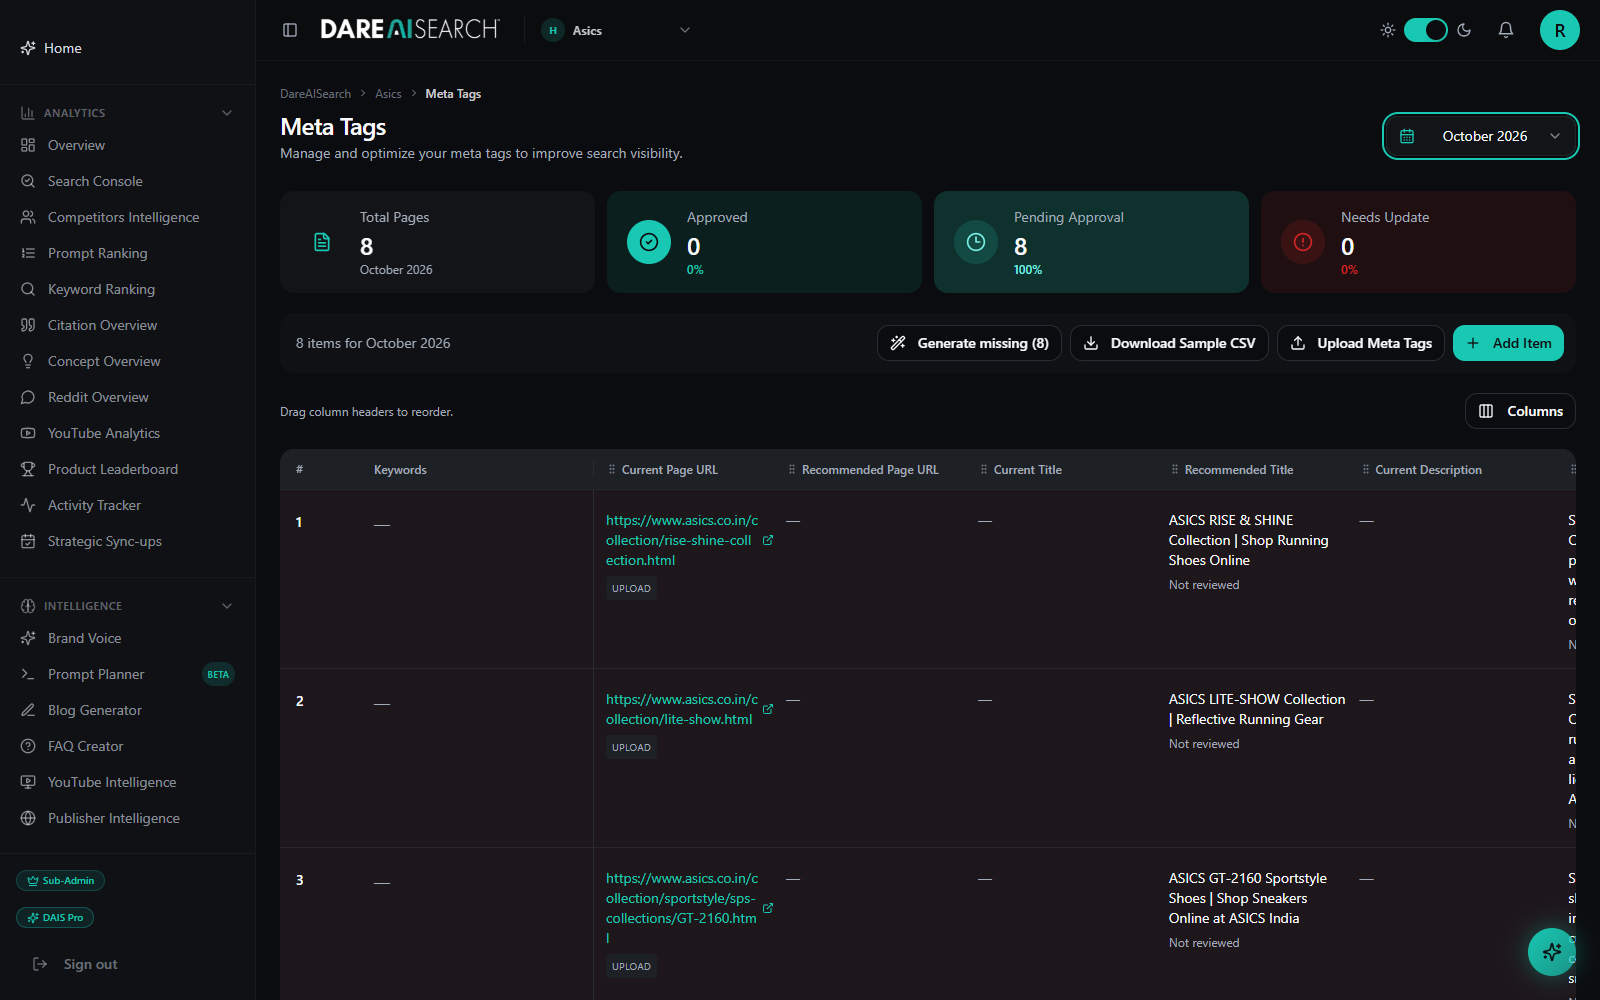 Home
ANALYTICS
Overview
Search Console
Competitors Intelligence
Prompt Ranking
Keyword Ranking
Citation Overview
Concept Overview
Reddit Overview
YouTube Analytics
Product Leaderboard
Activity Tracker
Strategic Sync-ups
INTELLIGENCE
Brand Voice
Prompt Planner BETA
Blog Generator
FAQ Creator
YouTube Intelligence
Publisher Intelligence
Sub-Admin
DAIS Pro
Sign out
DARE AI SEARCH
H Asics
R
DareAISearch > Asics > Meta Tags
Meta Tags
Manage and optimize your meta tags to improve search visibility.
October 2026
Total Pages
8
October 2026
Approved
0
0%
Pending Approval
8
100%
Needs Update
0
0%
8 items for October 2026
Generate missing (8)
Download Sample CSV
Upload Meta Tags
+ Add Item
Drag column headers to reorder.
Columns
# Keywords Current Page URL Recommended Page URL Current Title Recommended Title Current Description
1
—
https://www.asics.co.in/c
ollection/rise-shine-coll
ection.html
UPLOAD
—
—
ASICS RISE & SHINE
Collection | Shop Running
Shoes Online
Not reviewed
—
2
—
https://www.asics.co.in/c
ollection/lite-show.html
UPLOAD
—
—
ASICS LITE-SHOW Collection
| Reflective Running Gear
Not reviewed
—
3
—
https://www.asics.co.in/c
ollection/sportstyle/sps-
collections/GT-2160.htm
l
UPLOAD
—
—
ASICS GT-2160 Sportstyle
Shoes | Shop Sneakers
Online at ASICS India
Not reviewed
—